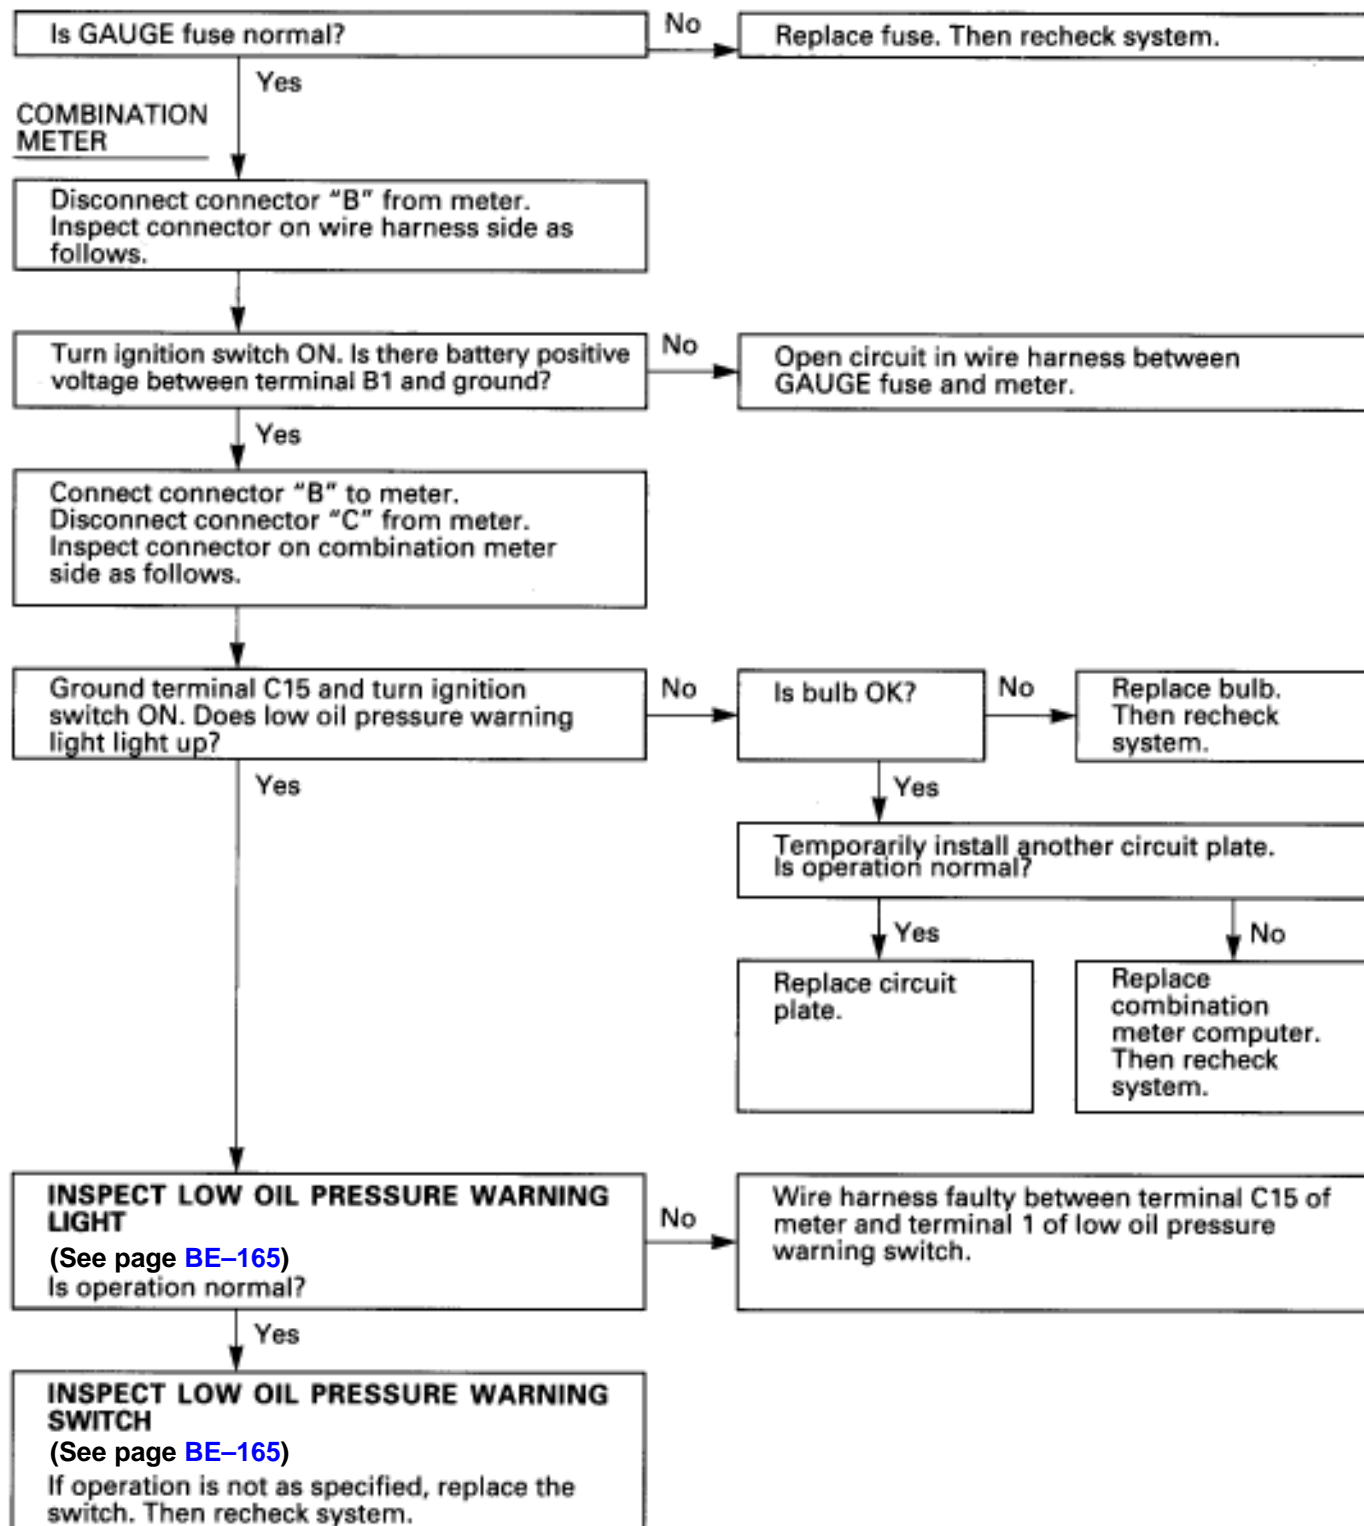 Is GAUGE fuse normal?
No
Replace fuse. Then recheck system.
Yes
COMBINATION
METER
Disconnect connector “B” from meter.
Inspect connector on wire harness side as
follows.
Turn ignition switch ON. Is there battery positive
voltage between terminal B1 and ground?
No
Open circuit in wire harness between
GAUGE fuse and meter.
Yes
Connect connector “B” to meter.
Disconnect connector “C” from meter.
Inspect connector on combination meter
side as follows.
Ground terminal C15 and turn ignition
switch ON. Does low oil pressure warning
light light up?
No
Is bulb OK?
No
Replace bulb.
Then recheck
system.
Yes
Yes
Temporarily install another circuit plate.
Is operation normal?
Yes
No
Replace circuit
plate.
Replace
combination
meter computer.
Then recheck
system.
INSPECT LOW OIL PRESSURE WARNING
LIGHT
(See page BE–165)
Is operation normal?
No
Wire harness faulty between terminal C15 of
meter and terminal 1 of low oil pressure
warning switch.
Yes
INSPECT LOW OIL PRESSURE WARNING
SWITCH
(See page BE–165)
If operation is not as specified, replace the
switch. Then recheck system.